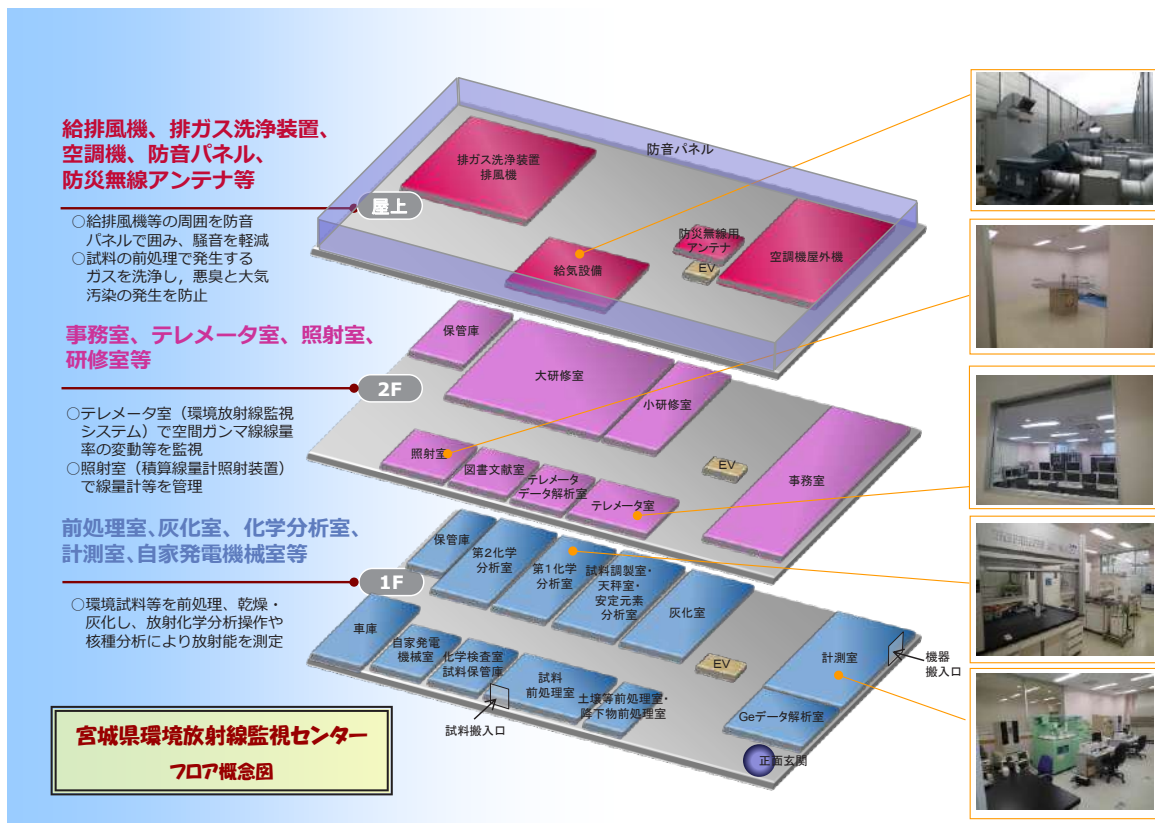 給排風機、排ガス洗浄装置、
空調機、防音パネル、
防災無線アンテナ等
屋上
○給排風機等の周囲を防音
パネルで囲み、騒音を軽減
○試料の前処理で発生する
ガスを洗浄し，悪臭と大気
汚染の発生を防止
防音パネル
排ガス洗浄装置
排風機
防災無線用
アンテナ
EV
給気設備
空調機屋外機
事務室、テレメータ室、照射室、
研修室等
2F
○テレメータ室（環境放射線監視
システム）で空間ガンマ線線量
率の変動等を監視
○照射室（積算線量計照射装置）
で線量計等を管理
保管庫
大研修室
小研修室
照射室
図書文献室
テレメータ
データ解析室
テレメータ室
EV
事務室
前処理室、灰化室、化学分析室、
計測室、自家発電機械室等
1F
○環境試料等を前処理、乾燥・
灰化し、放射化学分析操作や
核種分析により放射能を測定
保管庫
第2化学
分析室
第1化学
分析室
試料調製室・
天秤室・
安定元素
分析室
灰化室
車庫
自家発電
機械室
化学検査室
試料保管庫
試料
前処理室
土壌等前処理室・
降下物前処理室
EV
計測室
Geデータ解析室
機器
搬入口
試料搬入口
正面玄関
宮城県環境放射線監視センター
フロア概念図